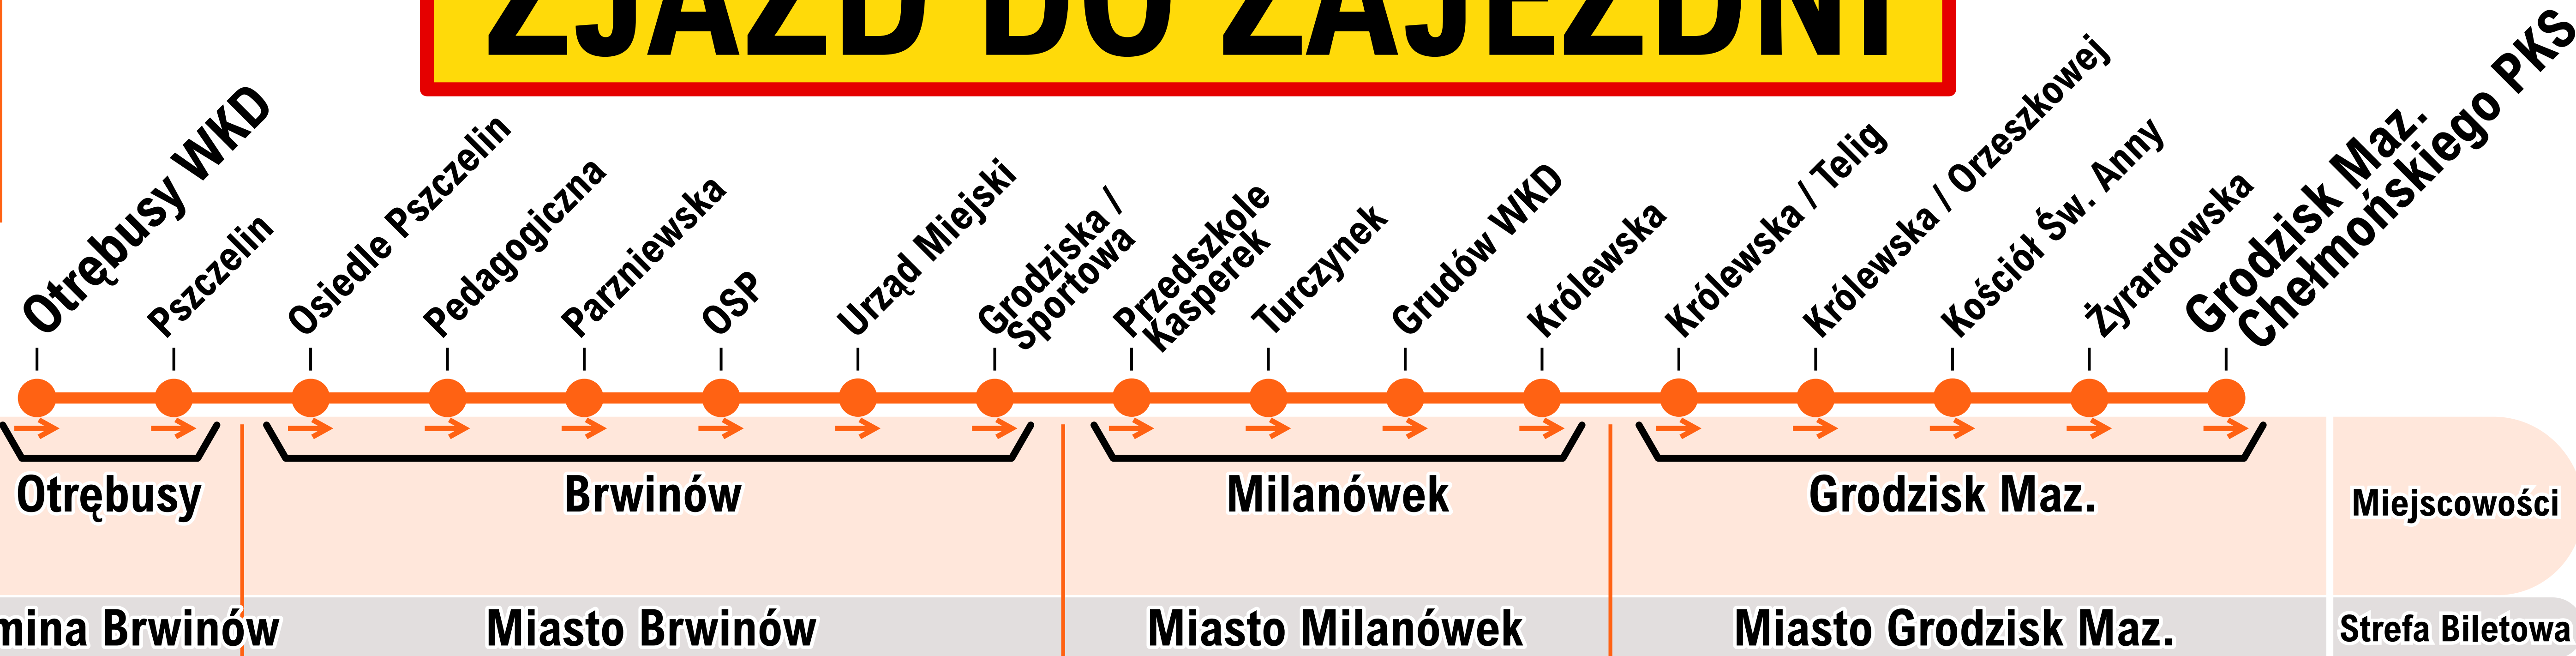 ZJAZD DO ZAJEZDNI
Otrębusy WKD
Pszczelin
Osiedle Pszczelin
Pedagogiczna
Parzniewska
OSP
Urząd Miejski
Grodziska /
Sportowa
Przedszkole
Kasperek
Turczynek
Grudów WKD
Królewska
Królewska / Telig
Królewska / Orzeszkowej
Kościół Św. Anny
Żyrardowska
Grodzisk Maz.
Chełmońskiego PKS
Otrębusy
Brwinów
Milanówek
Grodzisk Maz.
Miejscowości
mina Brwinów
Miasto Brwinów
Miasto Milanówek
Miasto Grodzisk Maz.
Strefa Biletowa